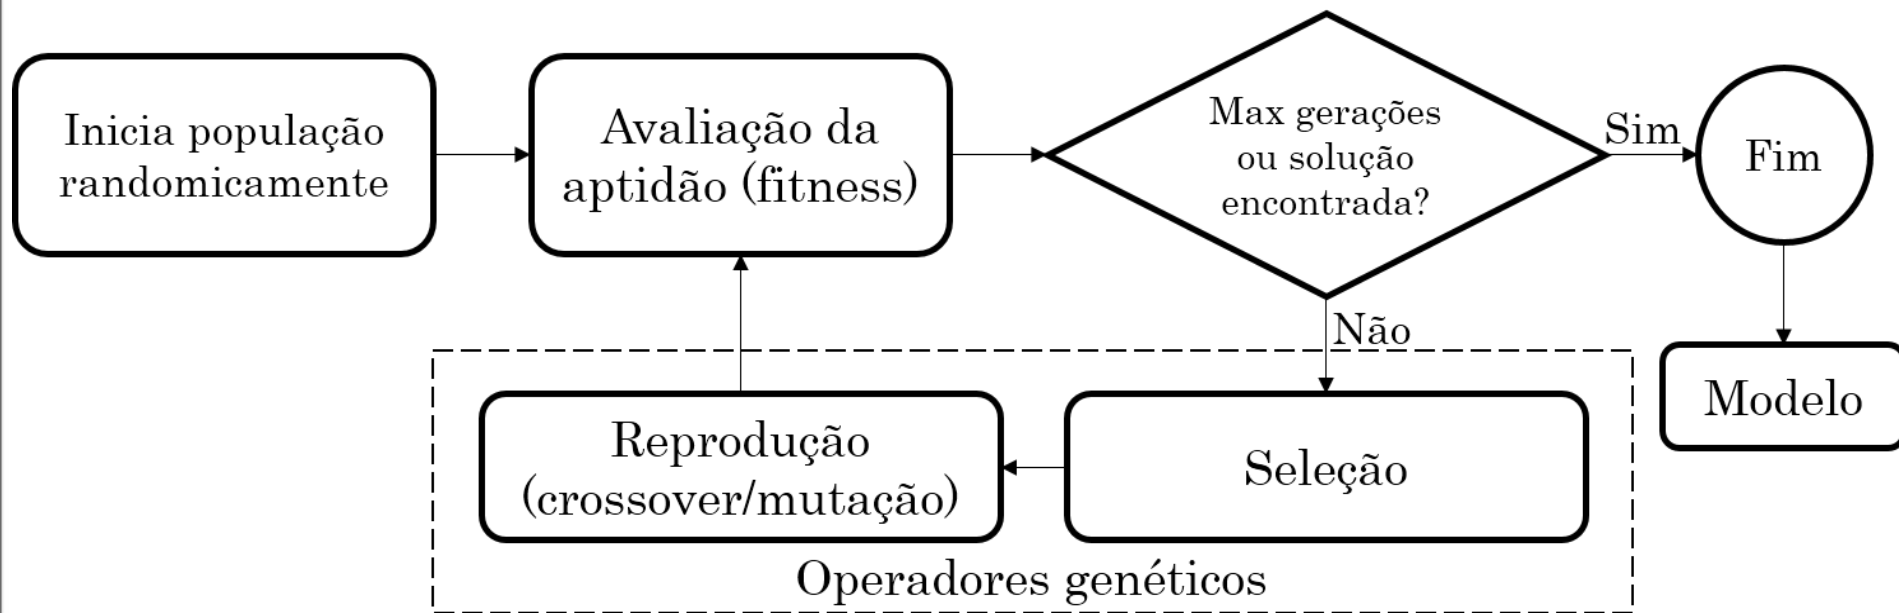 Inicia população
randomicamente
Avaliação da
aptidão (fitness)
Max gerações
ou solução
encontrada?
Sim
Fim
Não
Modelo
Reprodução
(crossover/mutação)
Seleção
Operadores genéticos